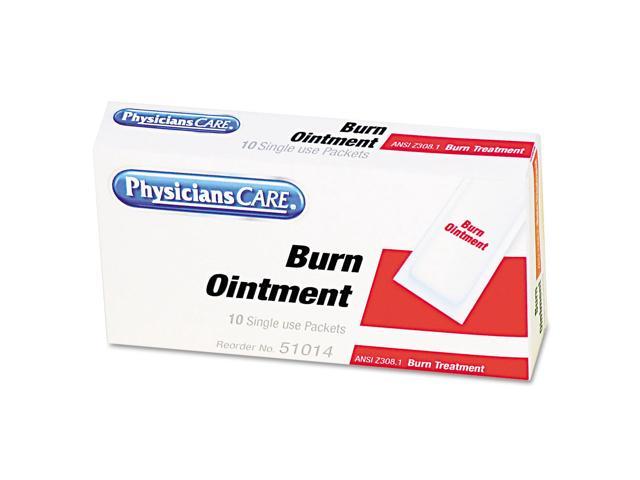 PhysiciansCARE®
Burn
Ointment
10 Single use Packets
ANSI Z308.1 Burn Treatment
PhysiciansCARE®
Burn
Ointment
Burn
Ointment
10 Single use Packets
Reorder No. 51014
ANSI Z308.1 Burn Treatment